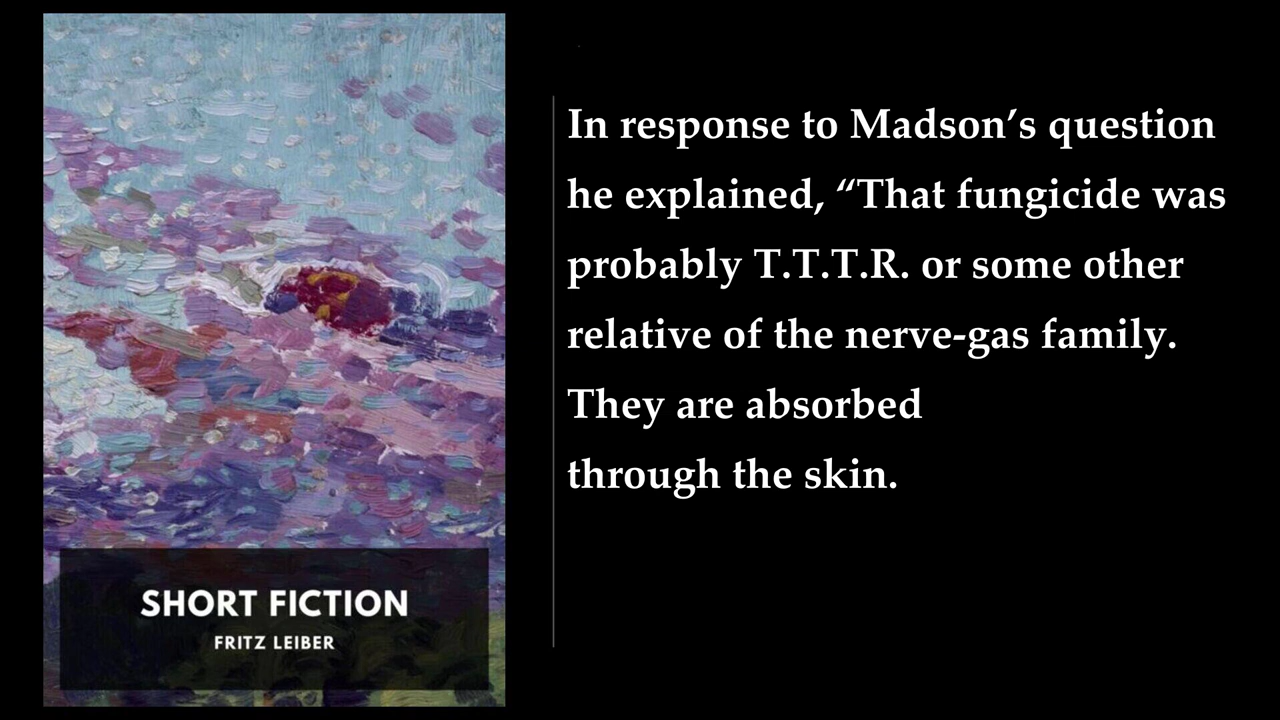 In response to Madson’s question
he explained, “That fungicide was
probably T.T.T.R. or some other
relative of the nerve-gas family.
They are absorbed
through the skin.
SHORT FICTION
FRITZ LEIBER